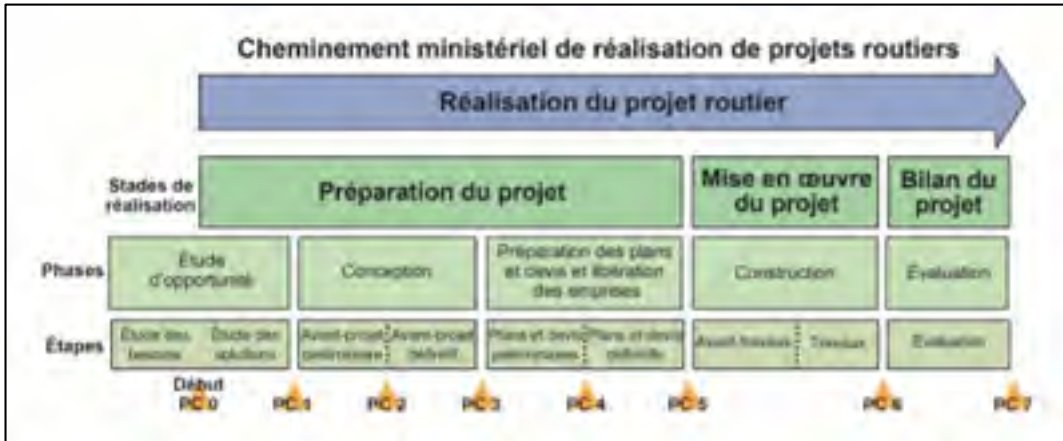 Cheminement ministériel de réalisation de projets routiers
Réalisation du projet routier
Stades de
réalisation
Préparation du projet
Mise en œuvre
du projet
Bilan du
projet
Phases
Étude
d'opportunité
Conception
Préparation des plans
et devis et libération
des emprises
Construction
Évaluation
Étapes
Étude des
besoins
Étude des
solutions
Avant-projet
préliminaire
Avant-projet
définitif
Plans et devis
préliminaires
Plans et devis
définitifs
Avant-travaux
Travaux
Évaluation
Début
PC 0
PC 1
PC 2
PC 3
PC 4
PC 5
PC 6
PC 7